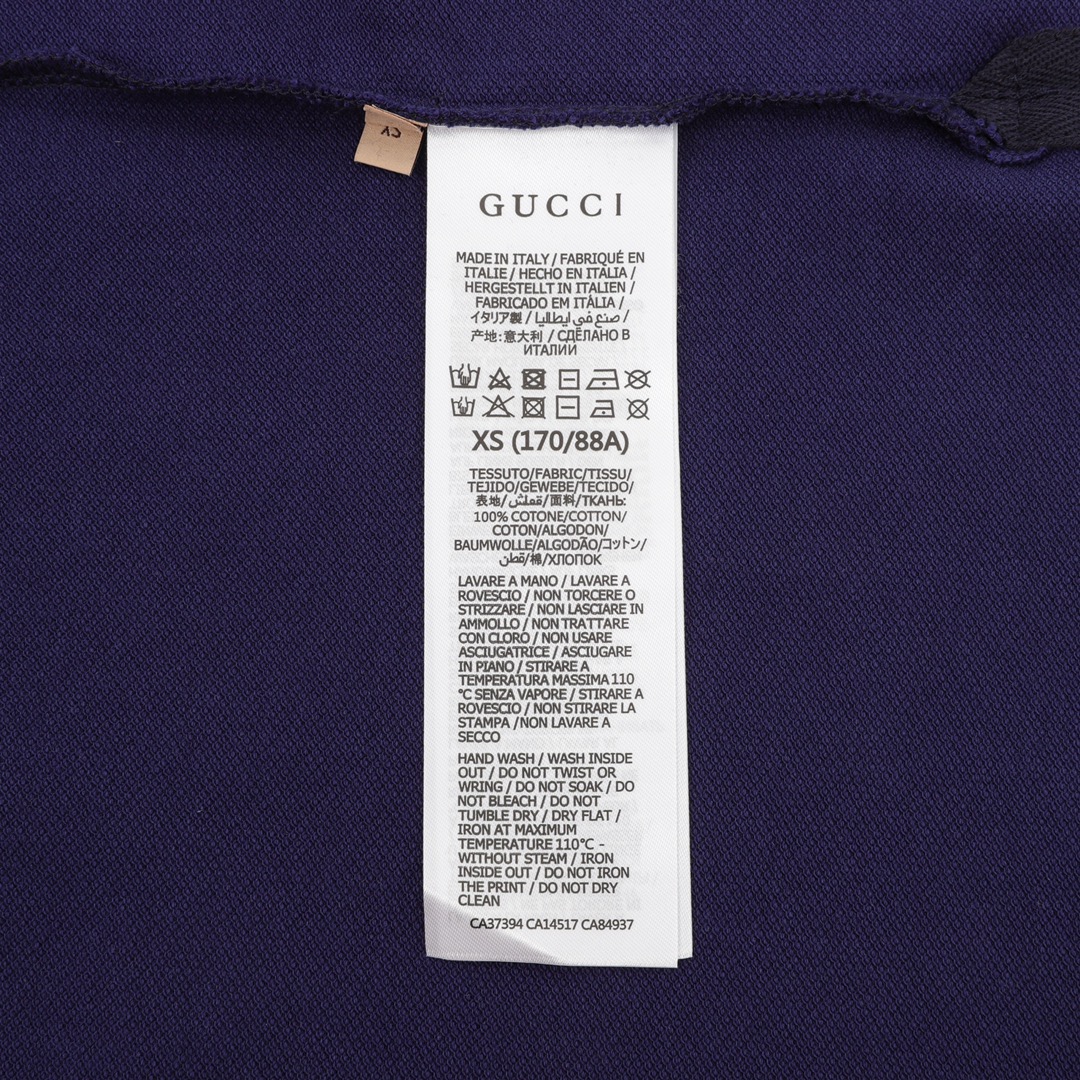 GUCCI
MADE IN ITALY / FABRIQUÉ EN
ITALIE / HECHO EN ITALIA /
HERGESTELLT IN ITALIEN /
FABRICADO EM ITÁLIA /
イタリア製 / صنع في ايطاليا /
产地:意大利 / СДЕЛАНО В
ИТАЛИИ
XS (170/88A)
TESSUTO/FABRIC/TISSU/
TEJIDO/GEWEBE/TECIDO/
表地/قماش/面料/ТКАНЬ:
100% COTONE/COTTON/
COTON/ALGODON/
BAUMWOLLE/ALGODÃO/コットン/
قطن/棉/ХЛОПОК
LAVARE A MANO / LAVARE A
ROVESCIO / NON TORCERE O
STRIZZARE / NON LASCIARE IN
AMMOLLO / NON TRATTARE
CON CLORO / NON USARE
ASCIUGATRICE / ASCIUGARE
IN PIANO / STIRARE A
TEMPERATURA MASSIMA 110
°C SENZA VAPORE / STIRARE A
ROVESCIO / NON STIRARE LA
STAMPA /NON LAVARE A
SECCO
HAND WASH / WASH INSIDE
OUT / DO NOT TWIST OR
WRING / DO NOT SOAK / DO
NOT BLEACH / DO NOT
TUMBLE DRY / DRY FLAT /
IRON AT MAXIMUM
TEMPERATURE 110°C -
WITHOUT STEAM / IRON
INSIDE OUT / DO NOT IRON
THE PRINT / DO NOT DRY
CLEAN
CA37394 CA14517 CA84937